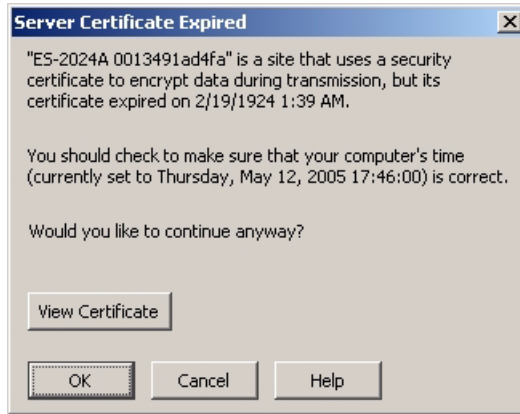 Server Certificate Expired
"ES-2024A 0013491ad4fa" is a site that uses a security
certificate to encrypt data during transmission, but its
certificate expired on 2/19/1924 1:39 AM.
You should check to make sure that your computer's time
(currently set to Thursday, May 12, 2005 17:46:00) is correct.
Would you like to continue anyway?
View Certificate
OK Cancel Help